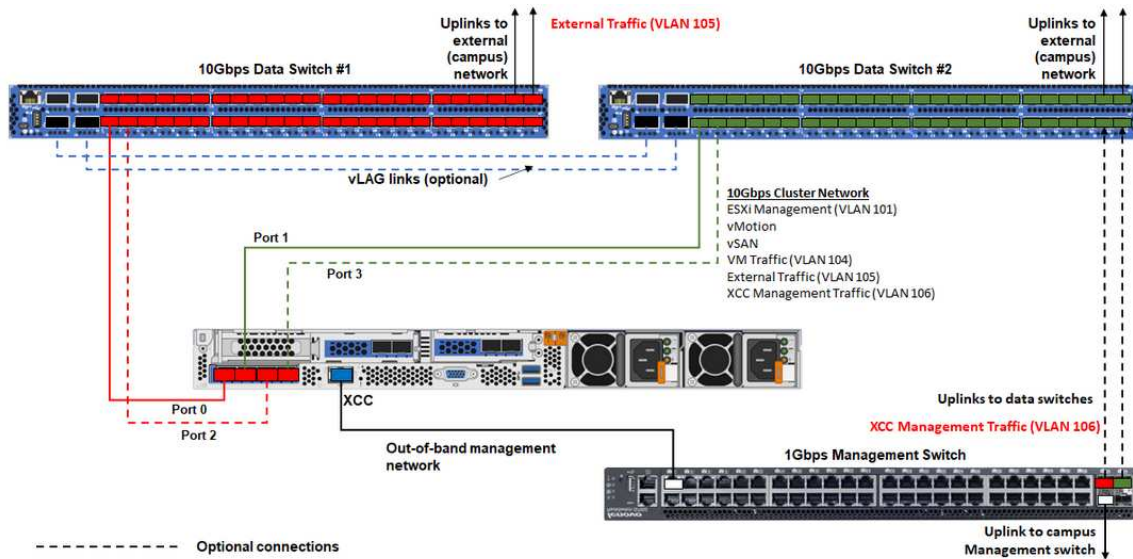 Uplinks to
external
(campus)
network
External Traffic (VLAN 105)
Uplinks to
external
(campus)
network
10Gbps Data Switch #1
10Gbps Data Switch #2
vLAG links (optional)
10Gbps Cluster Network
ESXi Management (VLAN 101)
vMotion
vSAN
VM Traffic (VLAN 104)
External Traffic (VLAN 105)
XCC Management Traffic (VLAN 106)
Port 1
Port 3
XCC
Port 0
Port 2
Uplinks to data switches
XCC Management Traffic (VLAN 106)
Out-of-band management
network
1Gbps Management Switch
Lenovo
Uplink to campus
Management switch
Optional connections